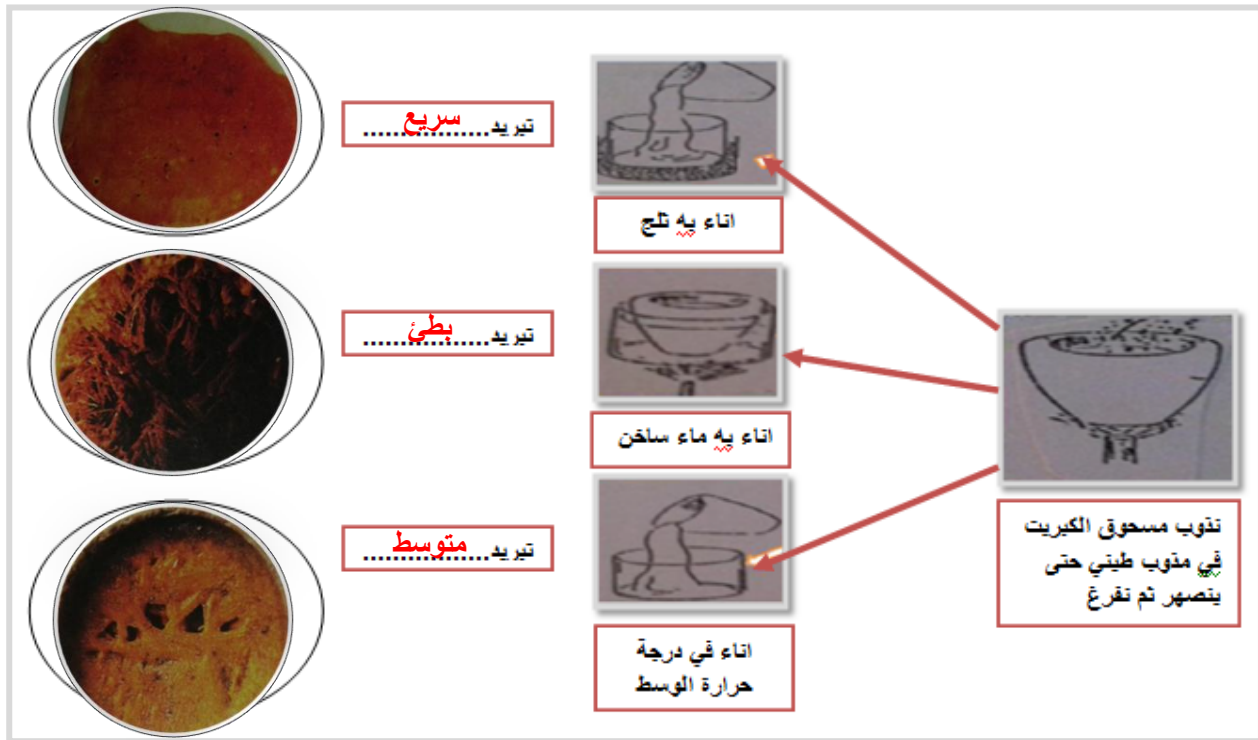 تبريد......سريع......
اناء به ثلج
تبريد......بطئ......
اناء به ماء ساخن
نذوب مسحوق الكبريت
في مذوب طيني حتى
ينصهر ثم نفرغ
تبريد......متوسط......
اناء في درجة
حرارة الوسط